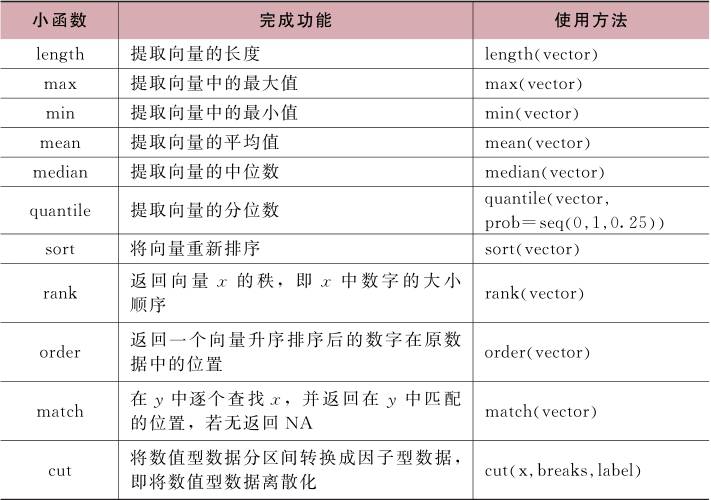 小函数 完成功能 使用方法
length 提取向量的长度 length(vector)
max 提取向量中的最大值 max(vector)
min 提取向量中的最小值 min(vector)
mean 提取向量的平均值 mean(vector)
median 提取向量的中位数 median(vector)
quantile 提取向量的分位数 quantile(vector,
prob=seq(0,1,0.25))
sort 将向量重新排序 sort(vector)
rank 返回向量 x 的秩，即 x 中数字的大小
顺序 rank(vector)
order 返回一个向量升序排序后的数字在原数
据中的位置 order(vector)
match 在 y 中逐个查找 x，并返回在 y 中匹配
的位置，若无返回 NA match(vector)
cut 将数值型数据分区间转换成因子型数据，
即将数值型数据离散化 cut(x,breaks,label)